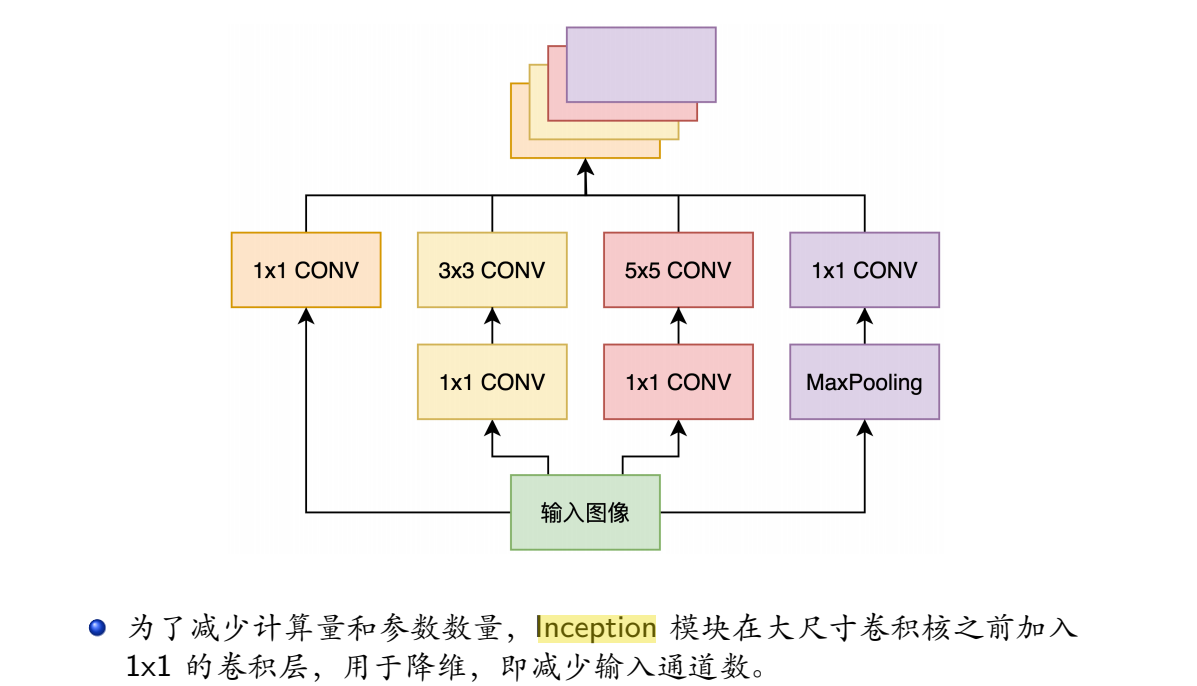 1x1 CONV
3x3 CONV
5x5 CONV
1x1 CONV
1x1 CONV
1x1 CONV
MaxPooling
输入图像
为了减少计算量和参数数量，Inception 模块在大尺寸卷积核之前加入
1x1 的卷积层，用于降维，即减少输入通道数。